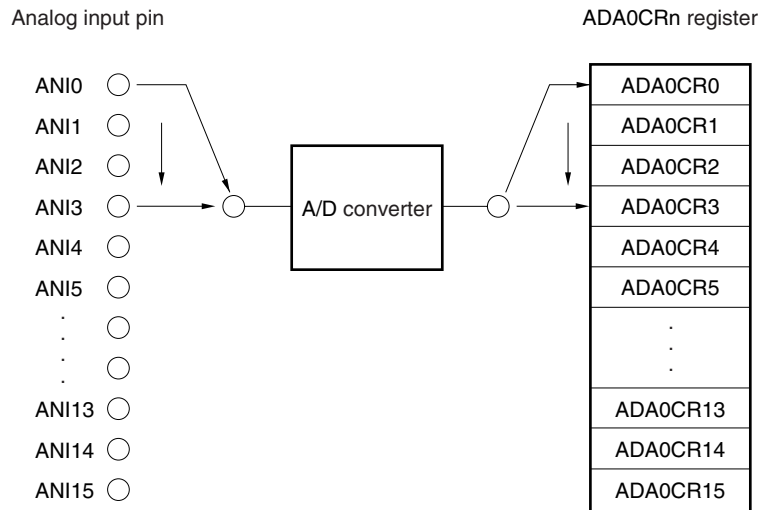 Analog input pin
ADA0CRn register
ANI0
ANI1
ANI2
ANI3
ANI4
ANI5
.
.
.
.
ANI13
ANI14
ANI15
A/D converter
ADA0CR0
ADA0CR1
ADA0CR2
ADA0CR3
ADA0CR4
ADA0CR5
.
.
.
ADA0CR13
ADA0CR14
ADA0CR15